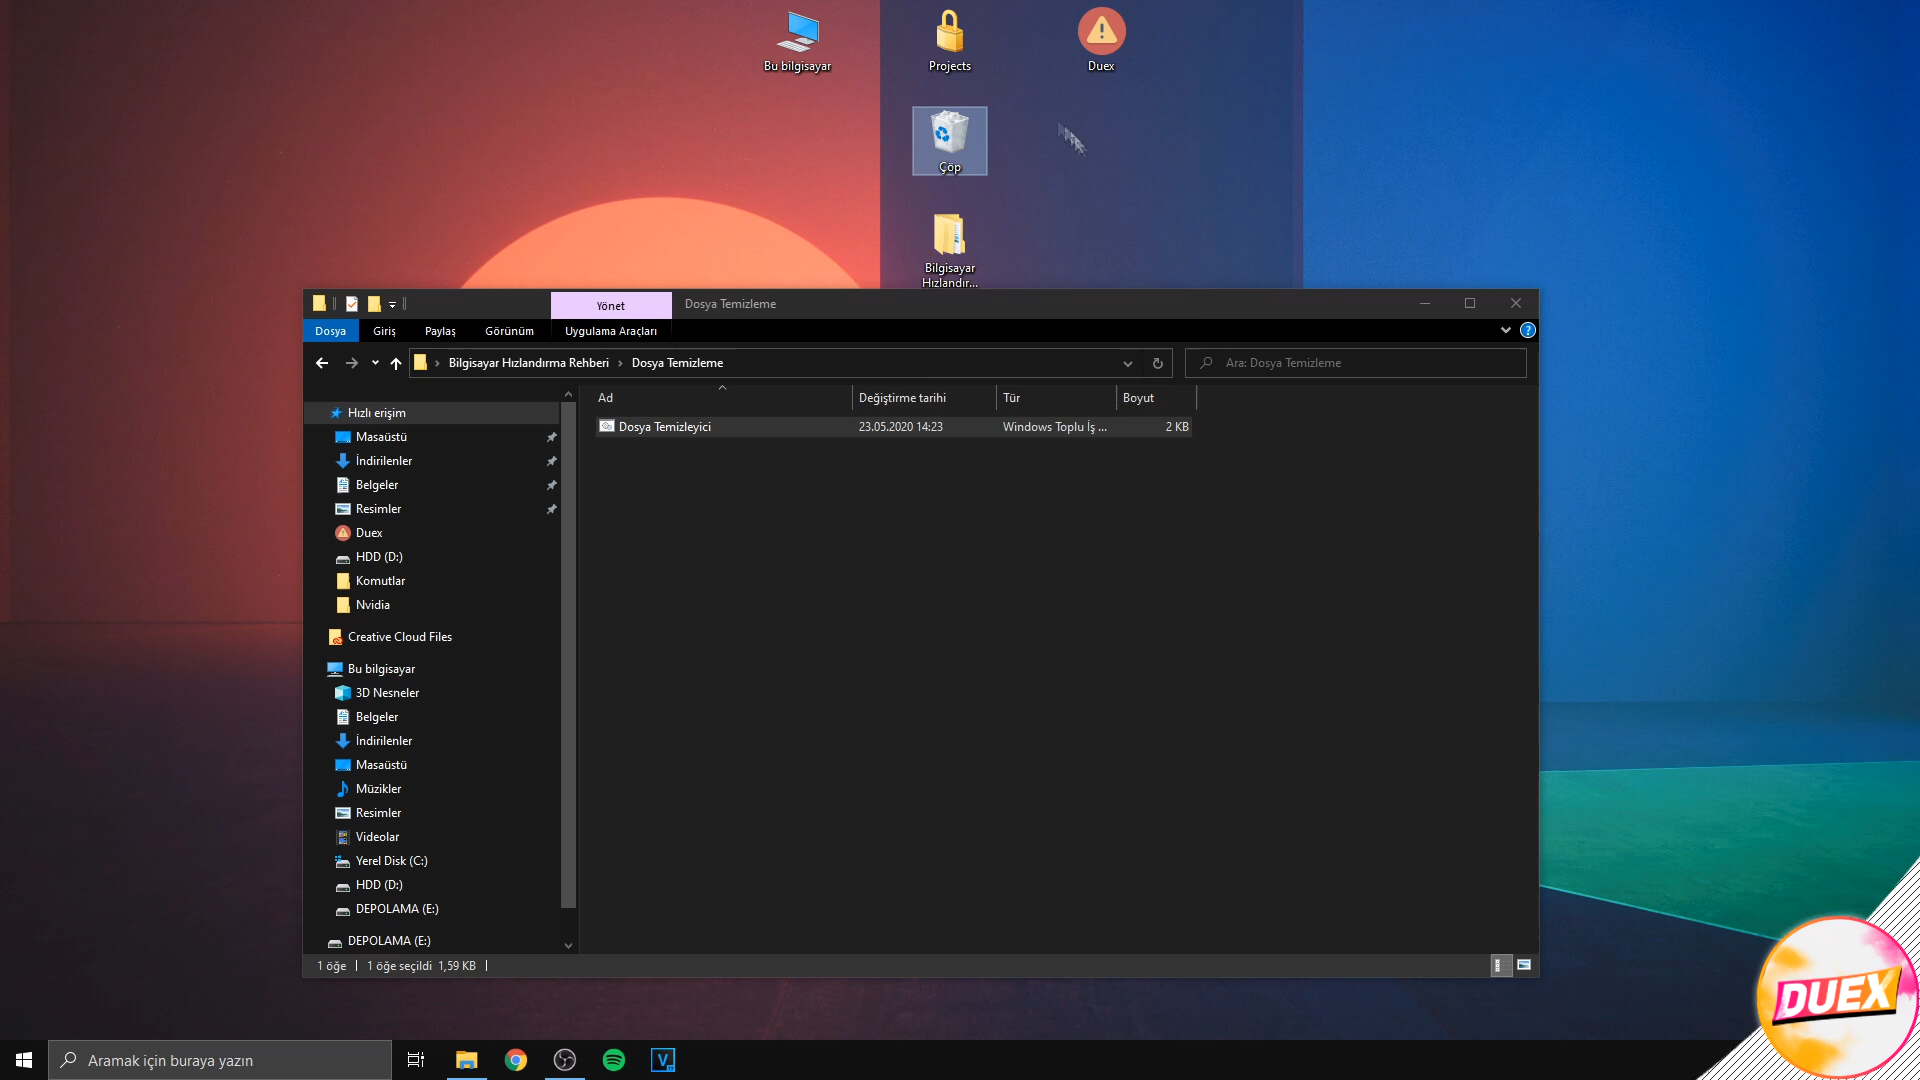 Bu bilgisayar
Projects
Duex
Çöp
Bilgisayar
Hızlandır...
Yönet
Dosya Temizleme
Dosya
Giriş
Paylaş
Görünüm
Uygulama Araçları
Bilgisayar Hızlandırma Rehberi › Dosya Temizleme
Ara: Dosya Temizleme
Ad
Değiştirme tarihi
Tür
Boyut
Dosya Temizleyici
23.05.2020 14:23
Windows Toplu İş ...
2 KB
Hızlı erişim
Masaüstü
İndirilenler
Belgeler
Resimler
Duex
HDD (D:)
Komutlar
Nvidia
Creative Cloud Files
Bu bilgisayar
3D Nesneler
Belgeler
İndirilenler
Masaüstü
Müzikler
Resimler
Videolar
Yerel Disk (C:)
HDD (D:)
DEPOLAMA (E:)
DEPOLAMA (E:)
1 öğe
1 öğe seçildi 1,59 KB
DUEX
Aramak için buraya yazın